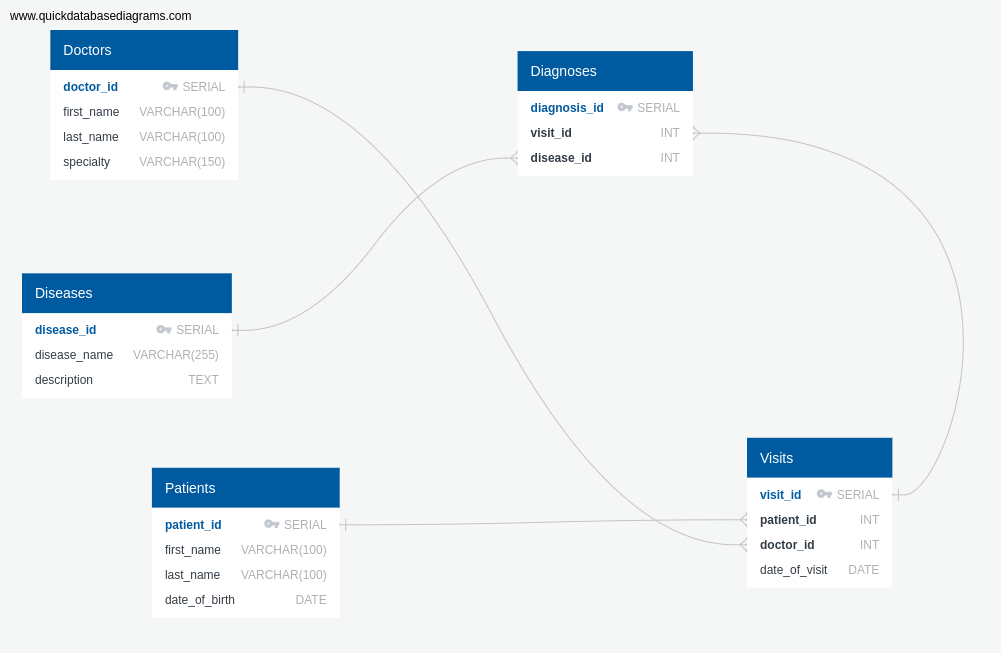 www.quickdatabasediagrams.com
Doctors
doctor_id SERIAL
first_name VARCHAR(100)
last_name VARCHAR(100)
specialty VARCHAR(150)
Diagnoses
diagnosis_id SERIAL
visit_id INT
disease_id INT
Diseases
disease_id SERIAL
disease_name VARCHAR(255)
description TEXT
Patients
patient_id SERIAL
first_name VARCHAR(100)
last_name VARCHAR(100)
date_of_birth DATE
Visits
visit_id SERIAL
patient_id INT
doctor_id INT
date_of_visit DATE